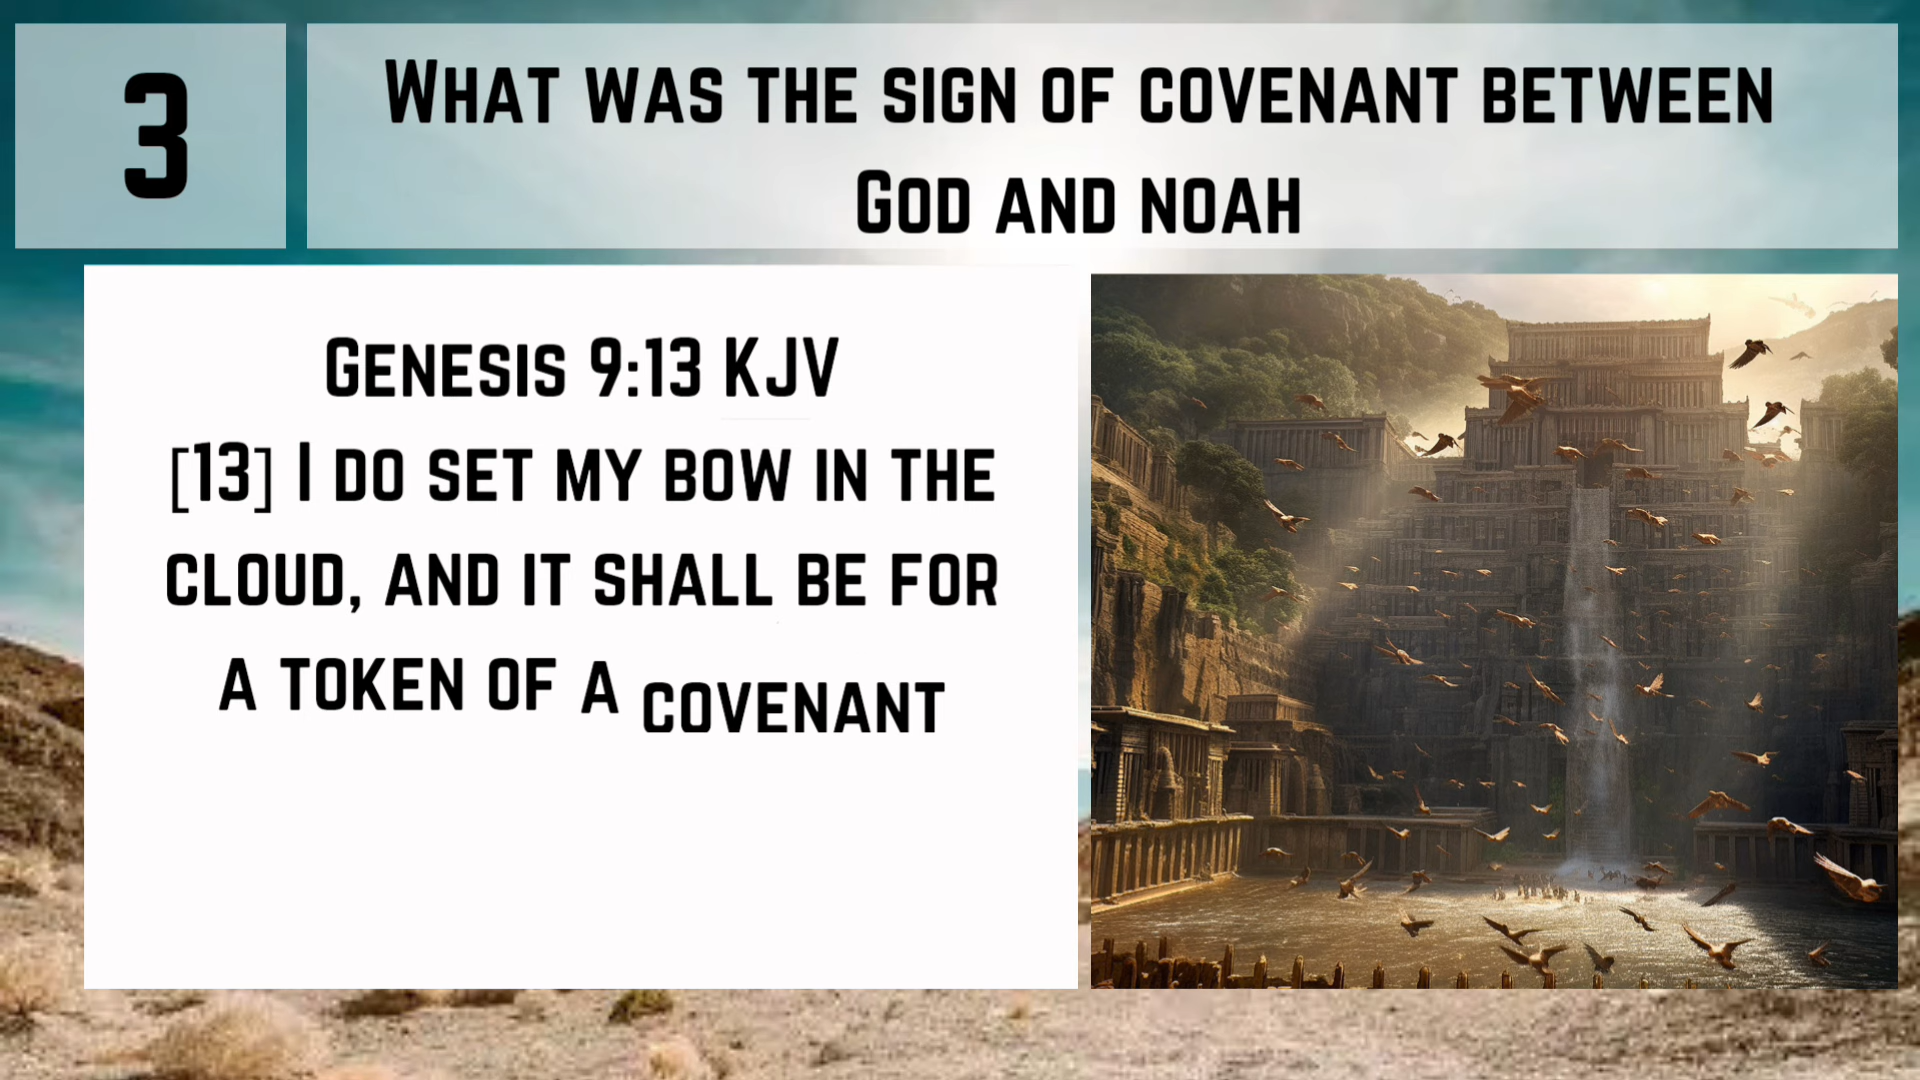 3
What was the sign of covenant between
God and noah
Genesis 9:13 KJV
[13] I do set my bow in the
cloud, and it shall be for
a token of a covenant